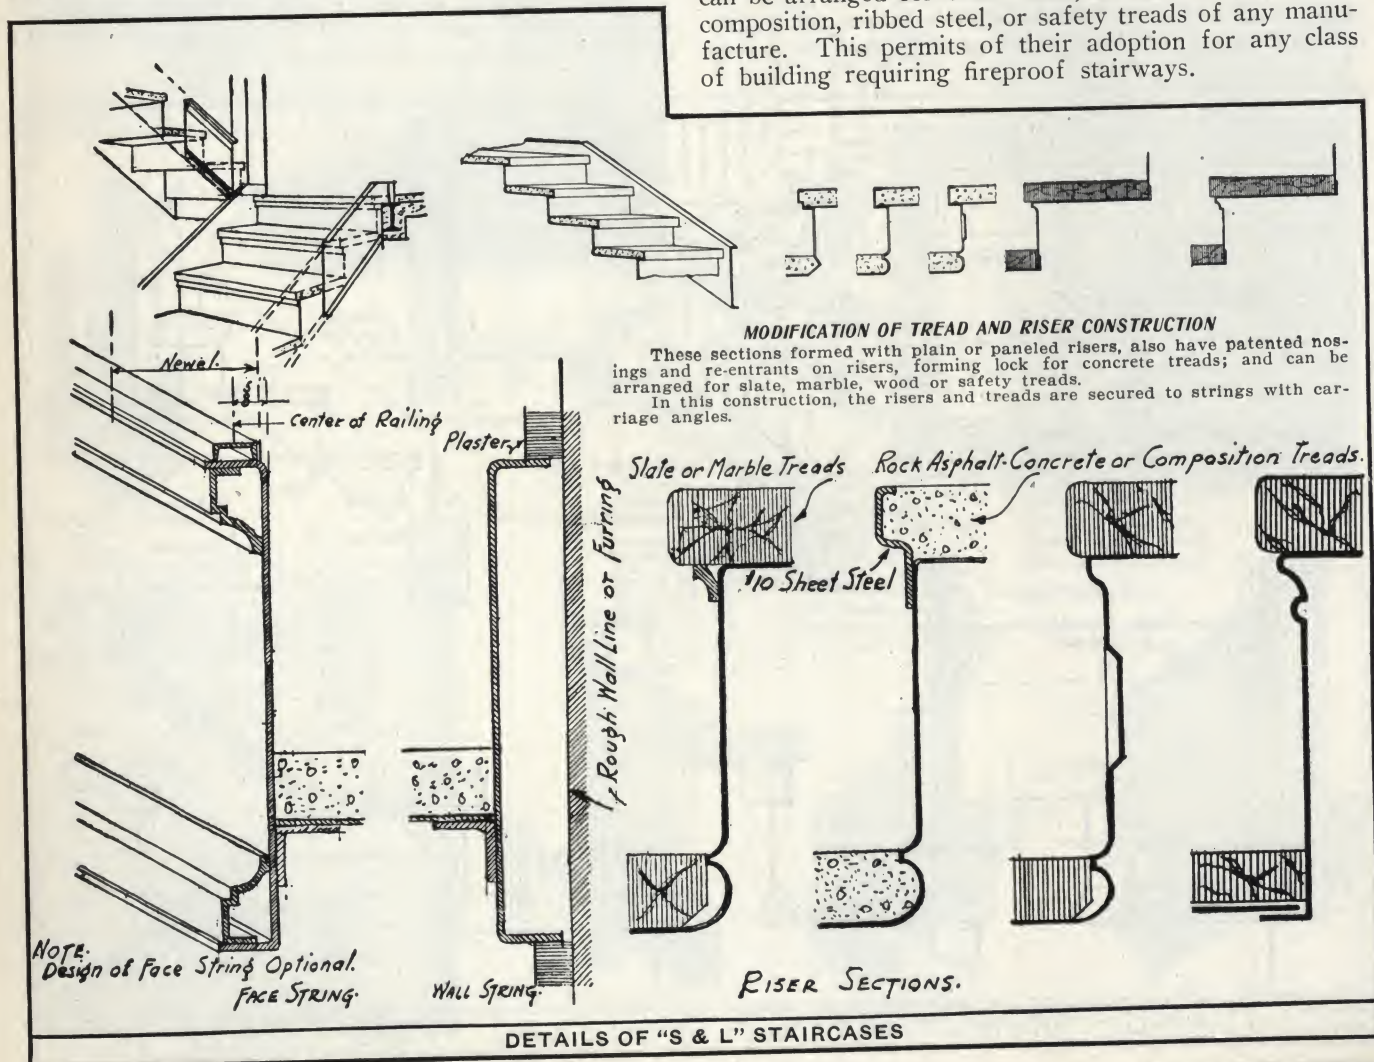 composition, ribbed steel, or safety treads of any manu-
facture. This permits of their adoption for any class
of building requiring fireproof stairways.
MODIFICATION OF TREAD AND RISER CONSTRUCTION
These sections formed with plain or paneled risers, also have patented nos-
ings and re-entrants on risers, forming lock for concrete treads; and can be
arranged for slate, marble, wood or safety treads.
In this construction, the risers and treads are secured to strings with car-
riage angles.
Newel.
Center of Railing
Plaster
Rough Wall Line or Furring
Slate or Marble Treads
Rock Asphalt-Concrete or Composition Treads.
#10 Sheet Steel
NOTE.
Design of Face String Optional.
FACE STRING.
WALL STRING.
RISER SECTIONS.
DETAILS OF "S & L" STAIRCASES